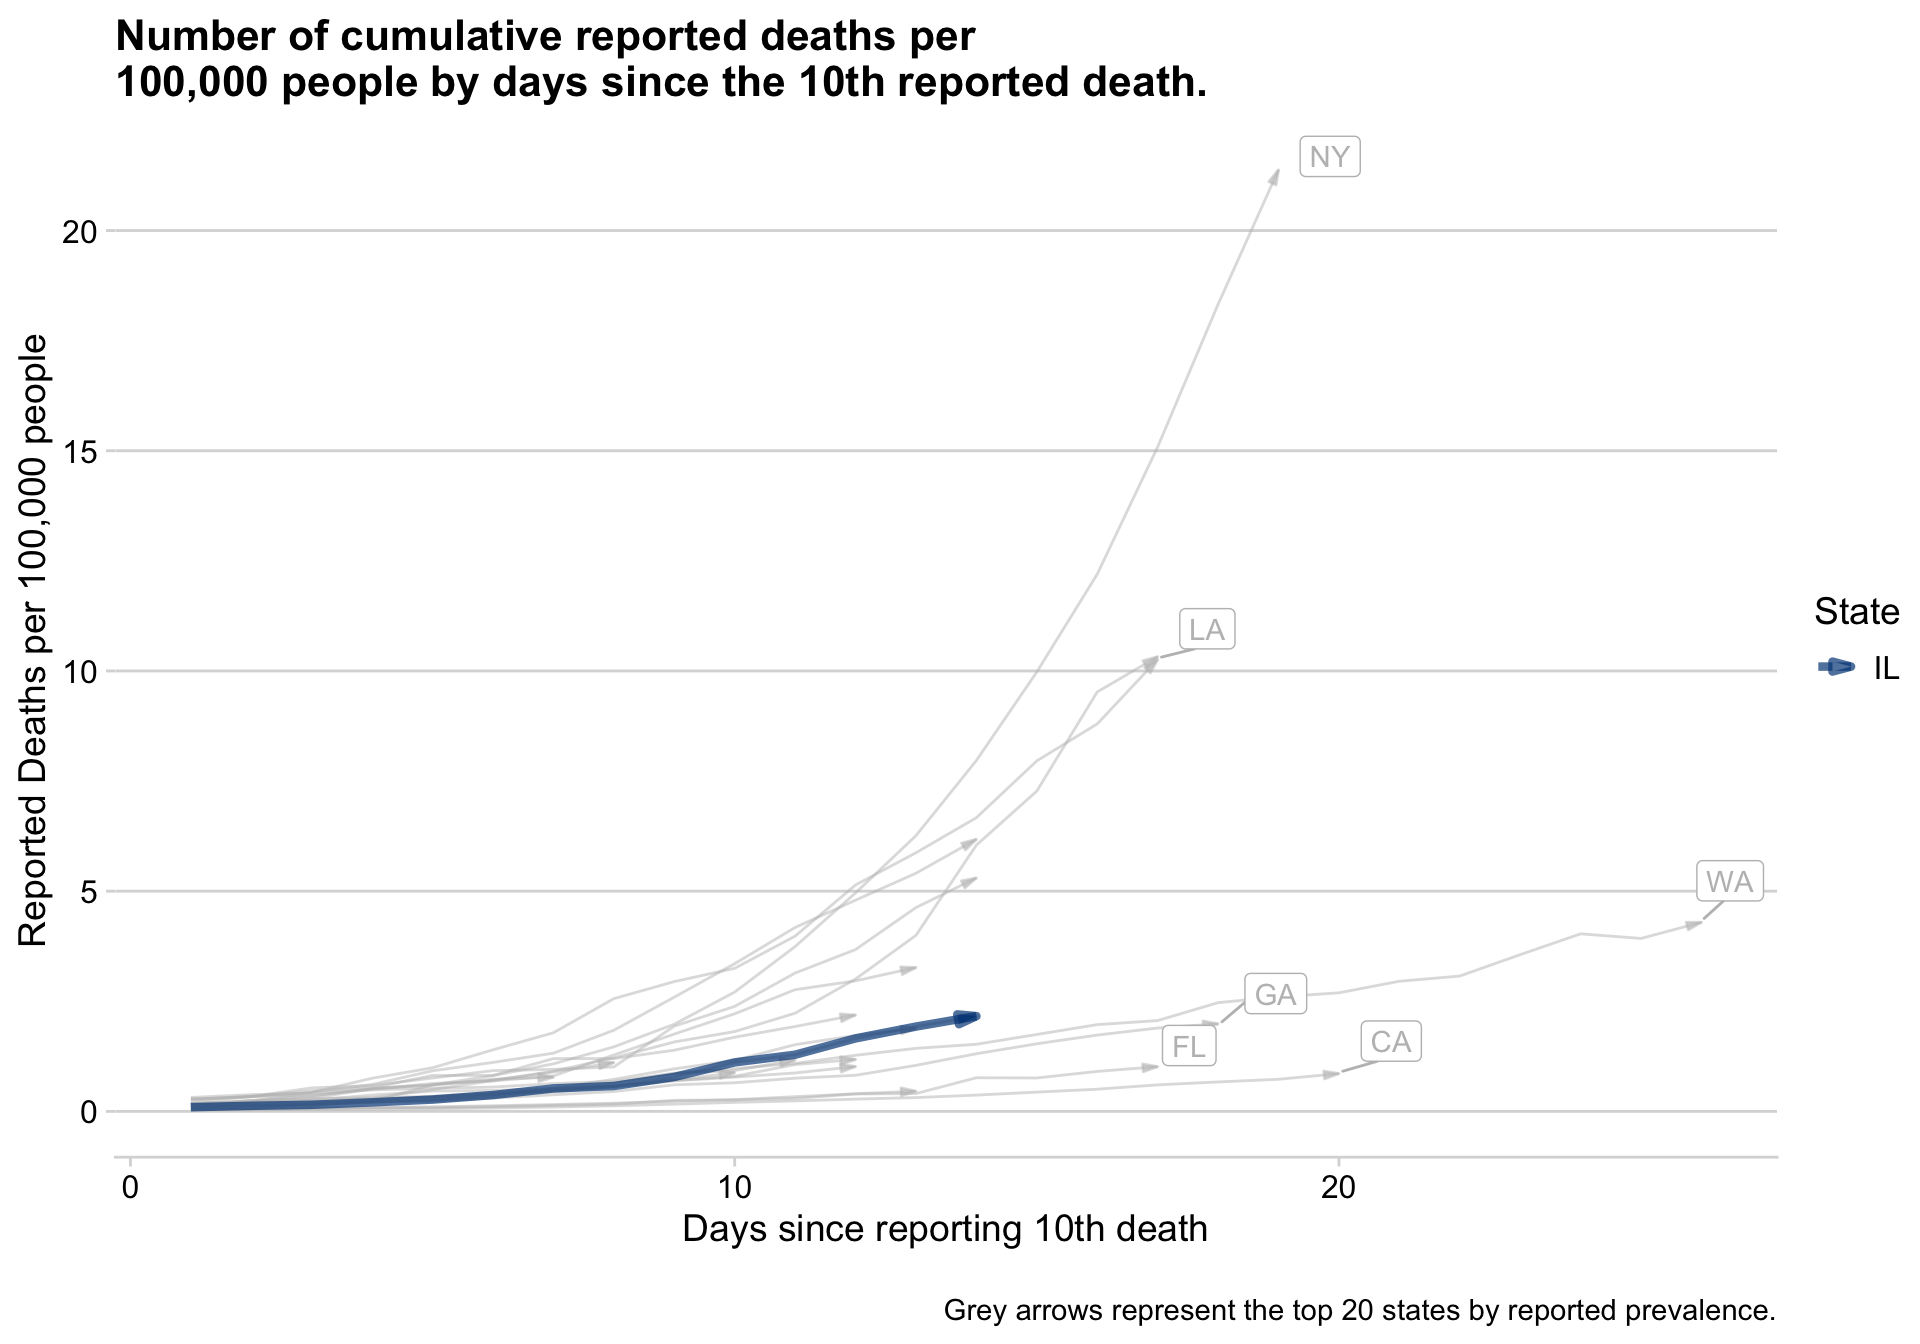 Number of cumulative reported deaths per
100,000 people by days since the 10th reported death.
NY
20
15
LA
10
WA
5
GA
FL
CA
0
Reported Deaths per 100,000 people
State
IL
0
10
20
Days since reporting 10th death
Grey arrows represent the top 20 states by reported prevalence.